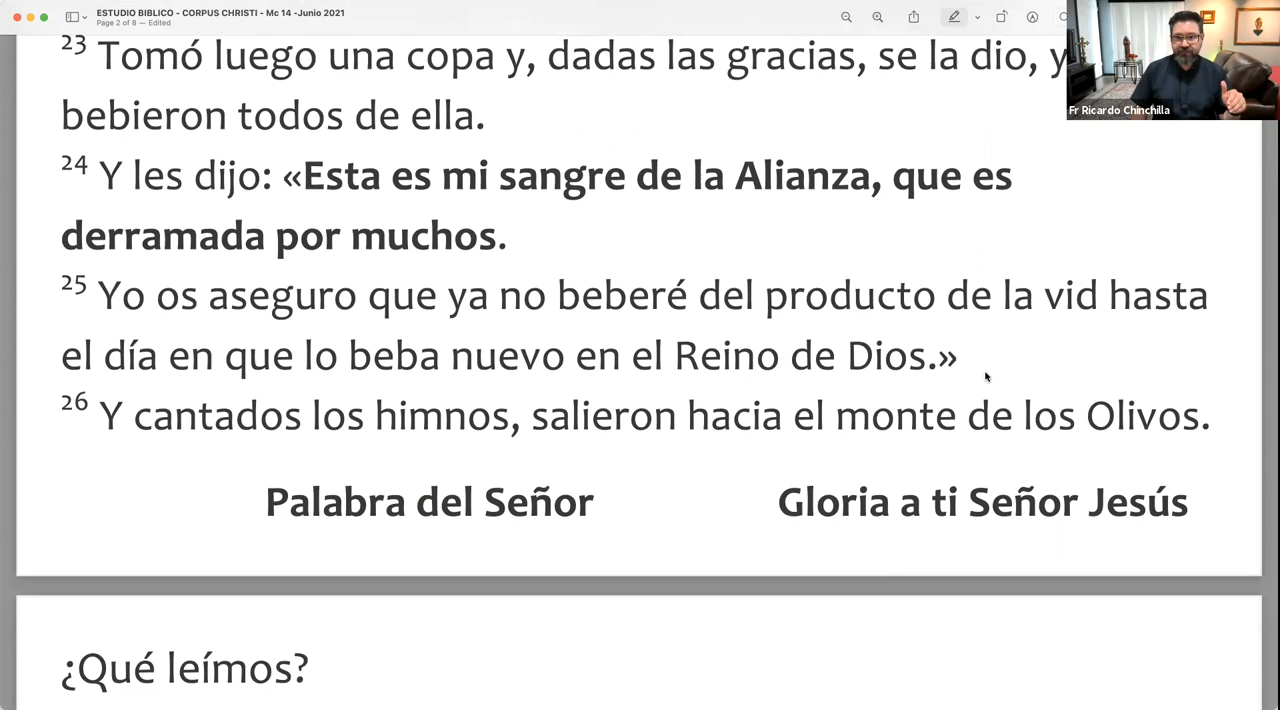 ESTUDIO BIBLICO - CORPUS CHRISTI - Mc 14 -Junio 2021
Page 2 of 8 — Edited
Fr Ricardo Chinchilla
23 Tomó luego una copa y, dadas las gracias, se la dio, y
bebieron todos de ella.
24 Y les dijo: «Esta es mi sangre de la Alianza, que es
derramada por muchos.
25 Yo os aseguro que ya no beberé del producto de la vid hasta
el día en que lo beba nuevo en el Reino de Dios.»
26 Y cantados los himnos, salieron hacia el monte de los Olivos.
Palabra del Señor Gloria a ti Señor Jesús
¿Qué leímos?